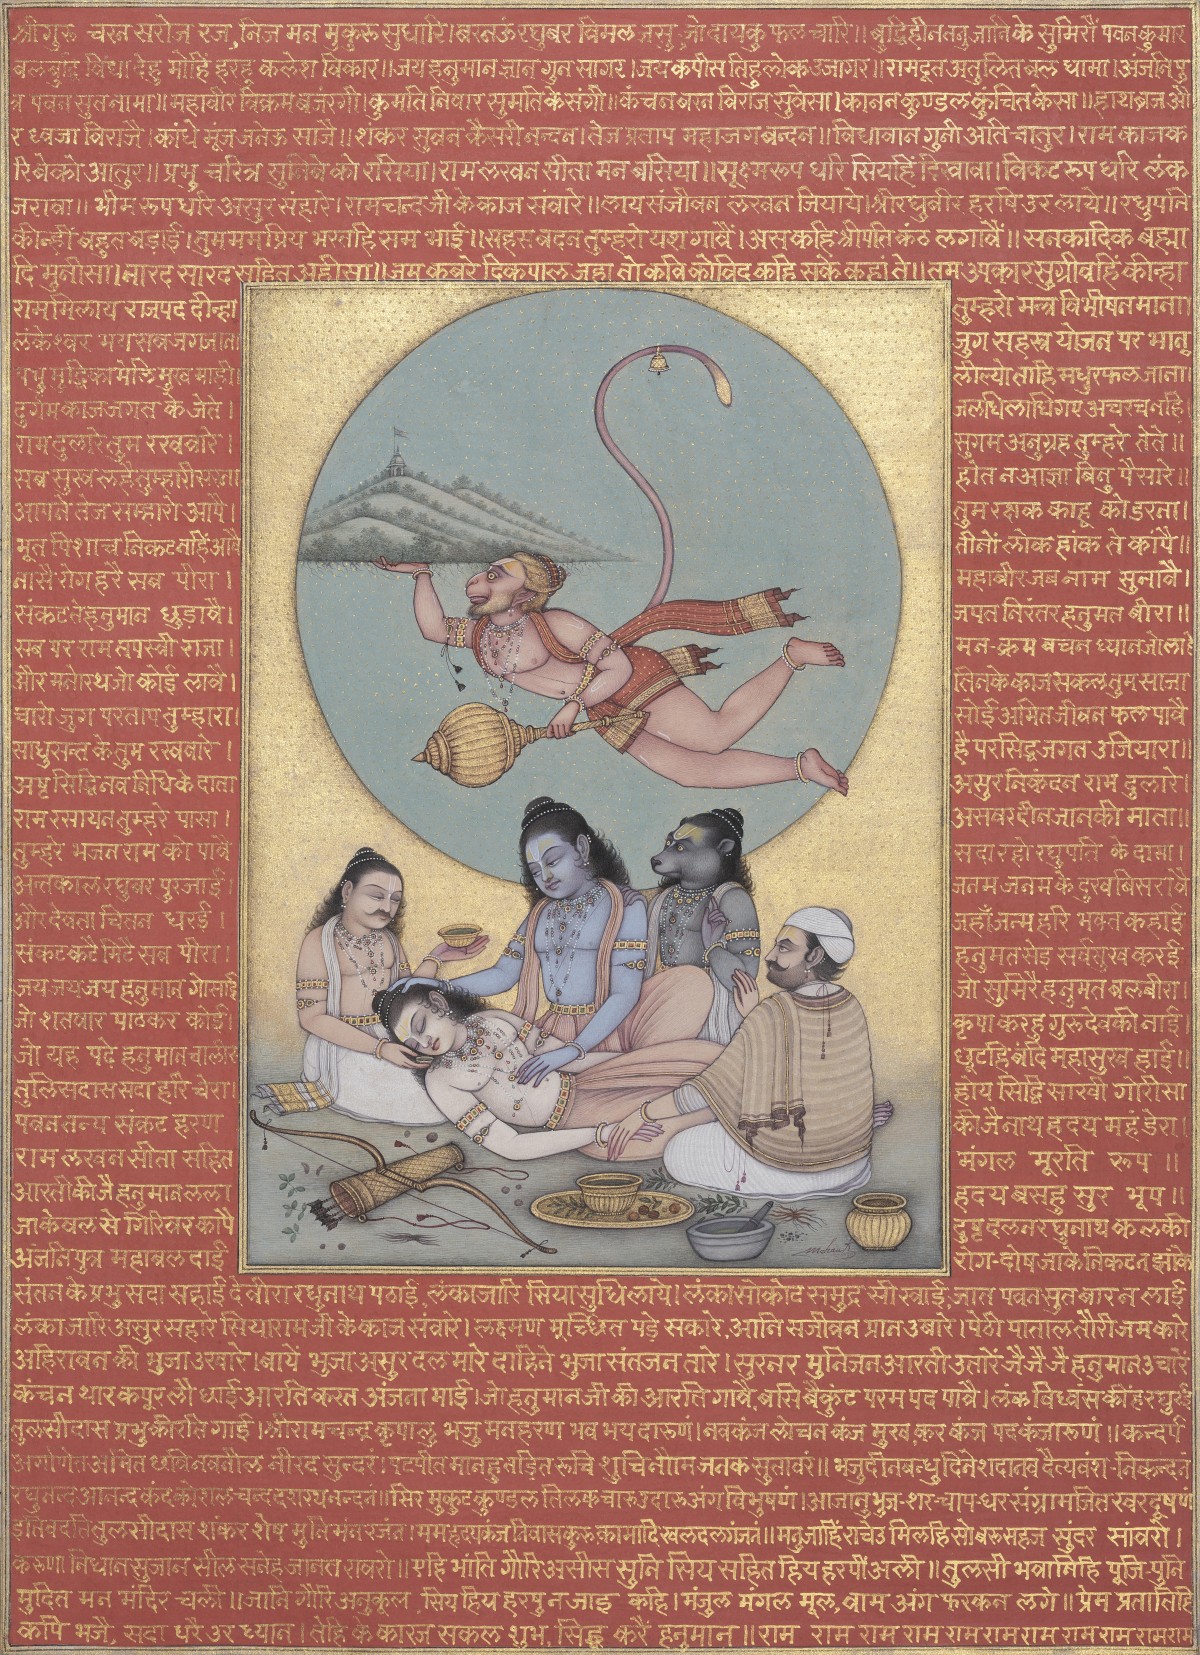 श्री गुरु चरन सरोज रज, निज मन मुकुरु सुधारि। बरनऊं रघुबर विमल जसु, जो दायकु फल चारि॥ बुद्धिहीन तनु जानि के सुमिरौं पवन कुमार
बल बुद्धि विद्या देहु मोहिं हरहु कलेश विकार॥ जय हनुमान ज्ञान गुन सागर। जय कपीस तिहु लोक उजागर॥ रामदूत अतुलित बल धामा। अंजनि पु
त्र पवन सुत नामा॥ महावीर विक्रम बजरंगी। कुमति निवार सुमति के संगी॥ कंचन बरन विराज सुवेसा। कानन कुण्डल कुंचित केसा॥ हाथ बज्र औ
र ध्वजा विराजै। कांधे मूंज जनेऊ साजै॥ शंकर सुवन केसरी नन्दन। तेज प्रताप महा जग बन्दन॥ विद्यावान गुनी अति चातुर। राम काज क
रिबे को आतुर॥ प्रभु चरित्र सुनिबे को रसिया। राम लखन सीता मन बसिया॥ सूक्ष्म रूप धरि सियहिं दिखावा। विकट रूप धरि लंक
जरावा॥ भीम रूप धरि असुर संहारे। रामचन्द्र जी के काज संवारे॥ लाय संजीवन लखन जियाये। श्री रघुबीर हरषि उर लाये॥ रघुपति
कीन्हीं बहुत बड़ाई। तुम मम प्रिय भरतहि सम भाई॥ सहस बदन तुम्हरो यश गावैं। अस कहि श्रीपति कंठ लगावैं॥ सनकादिक ब्रह्मा
दि मुनीसा। नारद सारद सहित अहीसा॥ जम कुबेर दिकपाल जहां ते। कवि कोविद कहि सके कहां ते॥ तुम उपकार सुग्रीवहिं कीन्हा
राम मिलाय राजपद दीन्हा तुम्हरो मन्त्र विभीषन माना।
लंकेश्वर भए सब जग जाना जुग सहस्त्र योजन पर भानू
प्रभु मुद्रिका मेलि मुख माहीं लील्यो ताहि मधुर फल जाना।
दुर्गम काज जगत के जेते। जलधि लांघि गए अचरज नहिं।
राम दुलारे तुम रखवारे। सुगम अनुग्रह तुम्हरे तेते॥
सब सुख लहै तुम्हारी सरना होत न आज्ञा बिनु पैसारे॥
आपन तेज सम्हारो आपै। तुम रक्षक काहू को डरना।
भूत पिशाच निकट नहिं आवै तीनों लोक हांक ते कांपै॥
नासै रोग हरै सब पीरा। महाबीर जब नाम सुनावै।
संकट ते हनुमान छुड़ावै। जपत निरंतर हनुमत बीरा॥
सब पर राम तपस्वी राजा। मन-क्रम बचन ध्यान जो लावै
और मनोरथ जो कोई लावै। तिनके काज सकल तुम साजा
चारो जुग परताप तुम्हारा। सोई अमित जीवन फल पावै
साधु सन्त के तुम रखवारे। है परसिद्ध जगत उजियारा।
अष्ट सिद्धि नव निधि के दाता असुर निकंदन राम दुलारे।
राम रसायन तुम्हरे पासा। अस वर दीन जानकी माता॥
तुम्हरे भजन राम को पावै सदा रहो रघुपति के दासा।
अन्तकाल रघुबर पुर जाई। जनम जनम के दुख बिसरावै
और देवता चित न धरई। जहाँ जन्म हरि भक्त कहाई
संकट कटै मिटै सब पीरा। हनुमत सेइ सर्व सुख करई
जय जय जय हनुमान गोसाईं जो सुमिरै हनुमत बलबीरा।
जो शत वार पाठ कर कोई। कृपा करहु गुरु देव की नाई।
जो यह पढ़ै हनुमान चालीसा छूटहि बंदि महासुख होई।
तुलसिदास सदा हरि चेरा। होय सिद्धि साखी गौरीसा
पवन तनय संकट हरण कीजै नाथ हृदय महं डेरा।
राम लखन सीता सहित मंगल मूरति रूप॥
आरती कीजै हनुमान लला। हृदय बसहु सुर भूप॥
जाके बल से गिरिवर कांपै दुष्ट दलन रघुनाथ कला की
अंजनि पुत्र महाबल दाई रोग-दोष जाके निकट न झांके
संतन के प्रभु सदा सहाई दे बीरा रघुनाथ पठाई, लंका जारि सिया सुधि लाये। लंका सो कोट समुद्र सी खाई, जात पवनसुत बार न लाई
लंका जारि असुर संहारे सियाराम जी के काज संवारे। लक्ष्मण मूर्च्छित पड़े सकारे, आनि सजीवन प्रान उबारे। पैठी पाताल तोरी जम कारे
अहिरावन की भुजा उखारे। बायें भुजा असुर दल मारे दाहिने भुजा संत जन तारे। सुर नर मुनिजन आरती उतारें जै जै जै हनुमान उचारें
कंचन थार कपूर लौ छाई आरति करत अंजना माई। जो हनुमान जी की आरति गावै, बसि बैकुंठ परम पद पावै। लंक विध्वंस कीन्ह रघुराई
तुलसीदास प्रभु कीरति गाई। श्री रामचन्द्र कृपालु भजु मन हरण भव भय दारुणं। नवकंज लोचन कंज मुख, कर कंज पद कंजारुणं॥ कन्दर्प
अगणित अमित छवि नवनील नीरद सुन्दरं। पटपीत मानहु तड़ित रूचि शुचि नौमि जनक सुतावरं॥ भजु दीनबन्धु दिनेश दानव दैत्यवंश-निकन्दनं
रघुनन्द आनन्द कंद कोशल-चन्द दशरथ नन्दनं॥ सिर मुकुट कुण्डल तिलक चारु उदारु अंग विभूषणं। आजानु भुज-शर-चाप-धर संग्राम जित खरदूषणं
इति वदति तुलसीदास शंकर शेष मुनि मन रंजनं। मम हृदय कंज निवास कुरु, कामादि खल दल गंजनं॥ मनु जाहिं राचेउ मिलहि सो बरु सहज सुंदर सांवरो।
करुणा निधान सुजान सील सनेह जानत रावरो॥ एहि भांति गौरि असीस सुनि सिय सहित हिय हरषीं अली॥ तुलसी भवानिहि पूजि-पुनि
मुदित मन मंदिर चली॥ जानि गौरि अनुकूल, सिय हिय हरषु न जाइ कहि। मंजुल मंगल मूल, वाम अंग फरकन लगे॥ प्रेम प्रतीतिहिं
कपि भजै, सदा धरै उर ध्यान। तेहि के कारज सकल शुभ, सिद्ध करैं हनुमान॥ राम राम राम राम राम राम राम राम राम राम